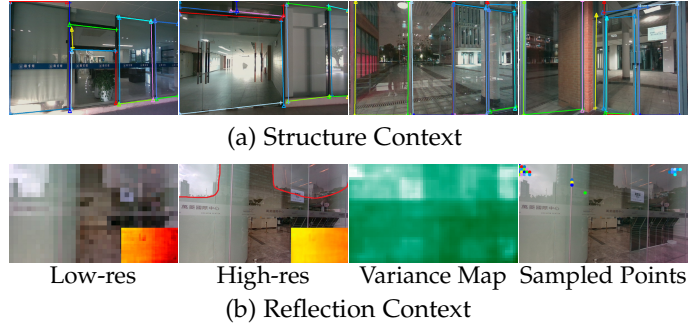 (a) Structure Context
Low-res High-res Variance Map Sampled Points
(b) Reflection Context